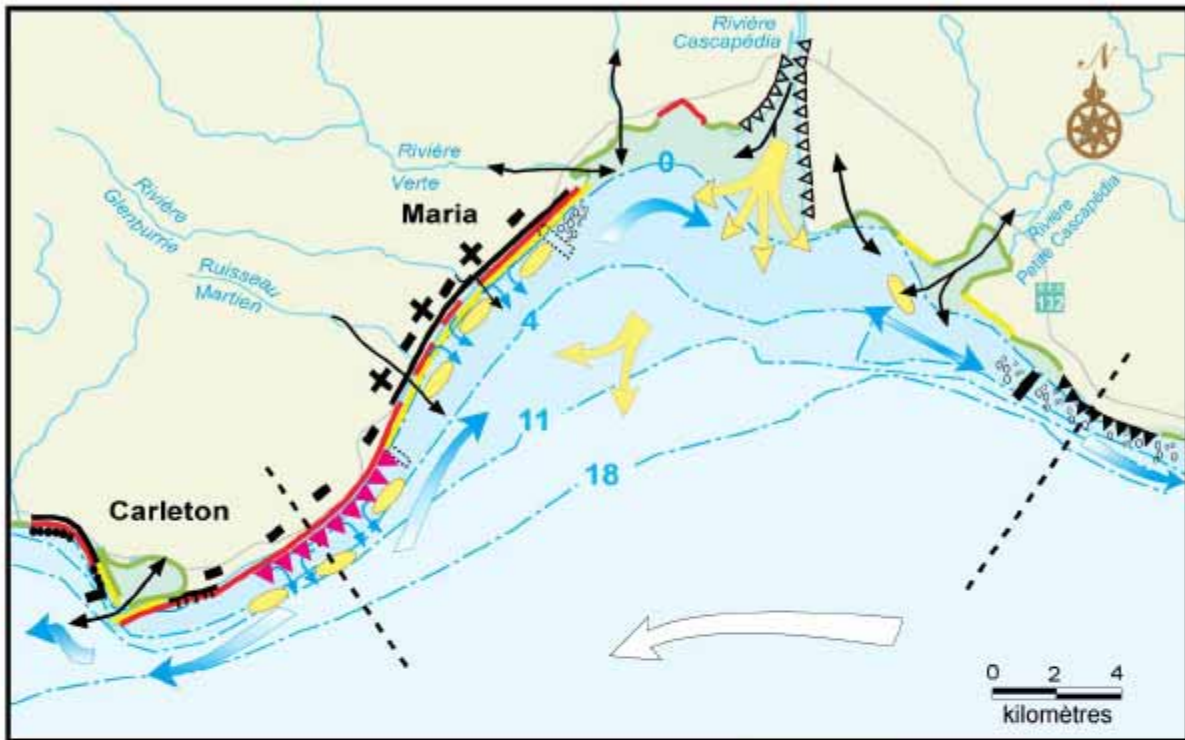 Rivière
Cascapédia
N
Rivière
Verte
0
Maria
Rivière
Glenburnie
Ruisseau
Martien
Rivière
Petite Cascapédia
132
4
11
18
Carleton
0 2 4
kilomètres